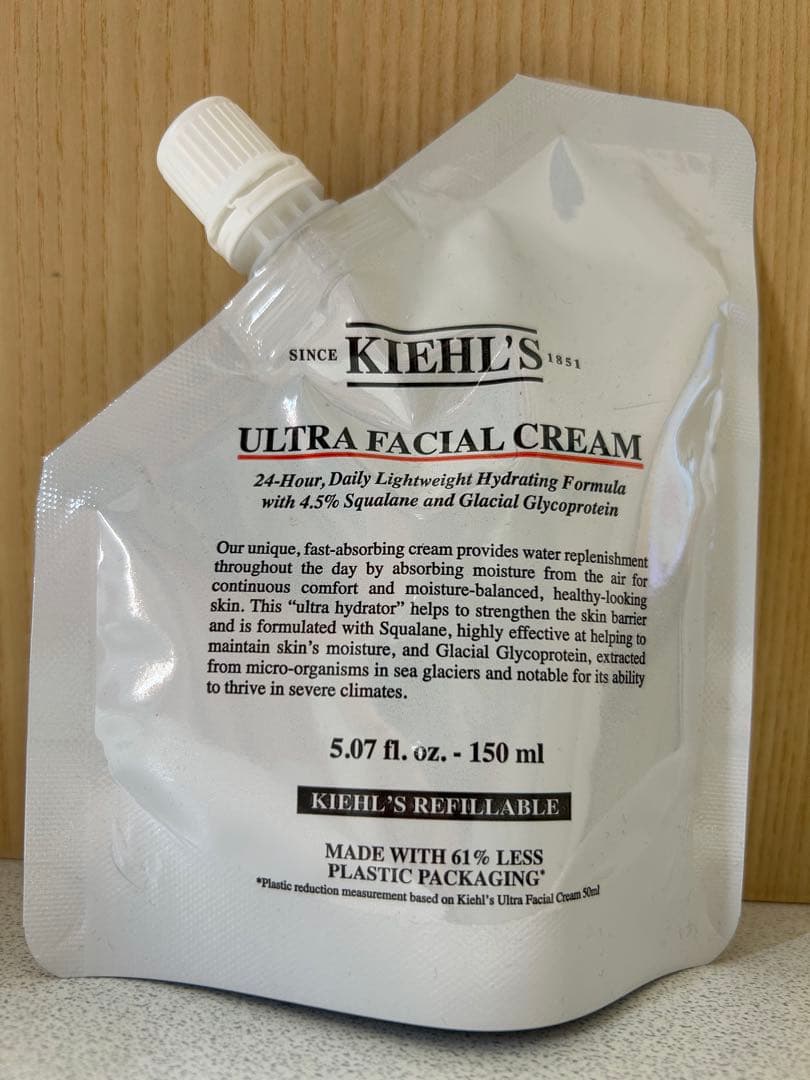 SINCE KIEHL'S 1851
ULTRA FACIAL CREAM
24-Hour, Daily Lightweight Hydrating Formula
with 4.5% Squalane and Glacial Glycoprotein
Our unique, fast-absorbing cream provides water replenishment
throughout the day by absorbing moisture from the air for
continuous comfort and moisture-balanced, healthy-looking
skin. This “ultra hydrator” helps to strengthen the skin barrier
and is formulated with Squalane, highly effective at helping to
maintain skin's moisture, and Glacial Glycoprotein, extracted
from micro-organisms in sea glaciers and notable for its ability
to thrive in severe climates.
5.07 fl. oz. - 150 ml
KIEHL'S REFILLABLE
MADE WITH 61% LESS
PLASTIC PACKAGING*
*Plastic reduction measurement based on Kiehl's Ultra Facial Cream 50ml